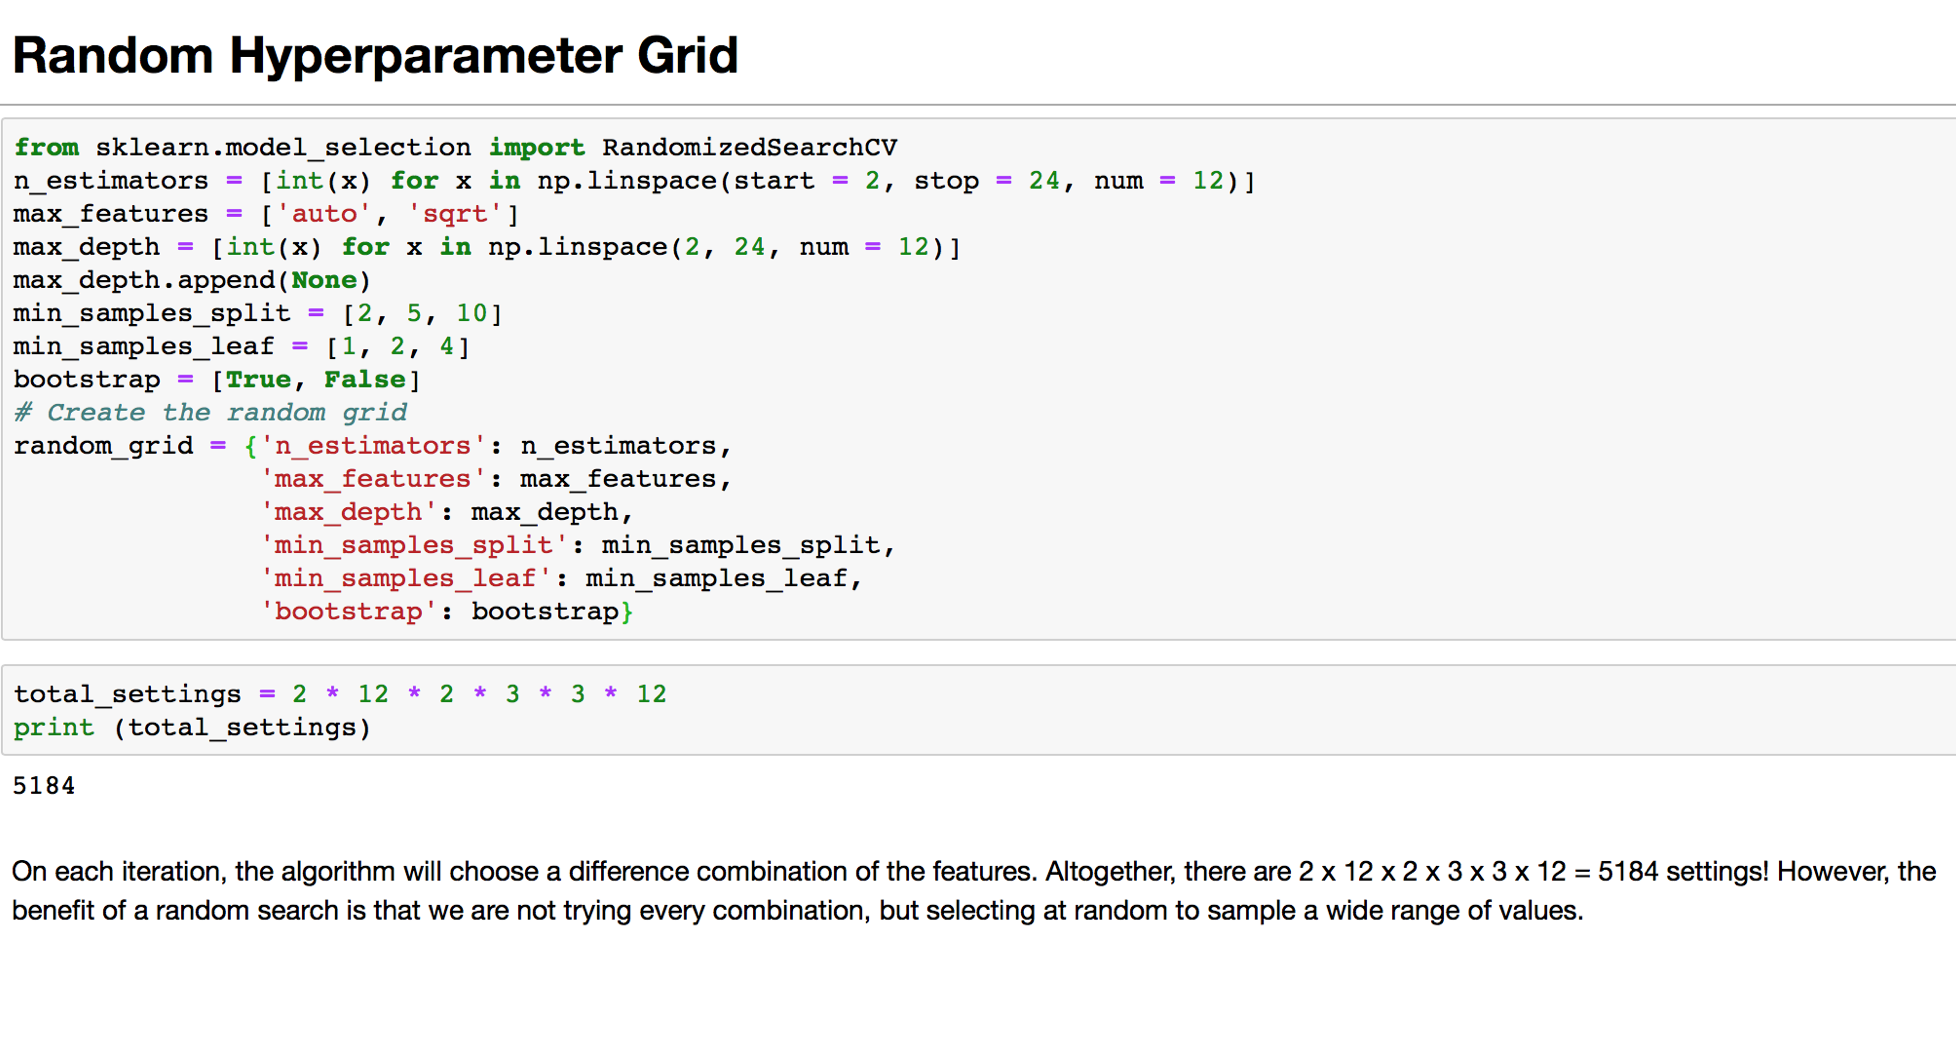 Random Hyperparameter Grid
from sklearn.model_selection import RandomizedSearchCV
n_estimators = [int(x) for x in np.linspace(start = 2, stop = 24, num = 12)]
max_features = ['auto', 'sqrt']
max_depth = [int(x) for x in np.linspace(2, 24, num = 12)]
max_depth.append(None)
min_samples_split = [2, 5, 10]
min_samples_leaf = [1, 2, 4]
bootstrap = [True, False]
# Create the random grid
random_grid = {'n_estimators': n_estimators,
               'max_features': max_features,
               'max_depth': max_depth,
               'min_samples_split': min_samples_split,
               'min_samples_leaf': min_samples_leaf,
               'bootstrap': bootstrap}
total_settings = 2 * 12 * 2 * 3 * 3 * 12
print (total_settings)
5184
On each iteration, the algorithm will choose a difference combination of the features. Altogether, there are 2 x 12 x 2 x 3 x 3 x 12 = 5184 settings! However, the
benefit of a random search is that we are not trying every combination, but selecting at random to sample a wide range of values.